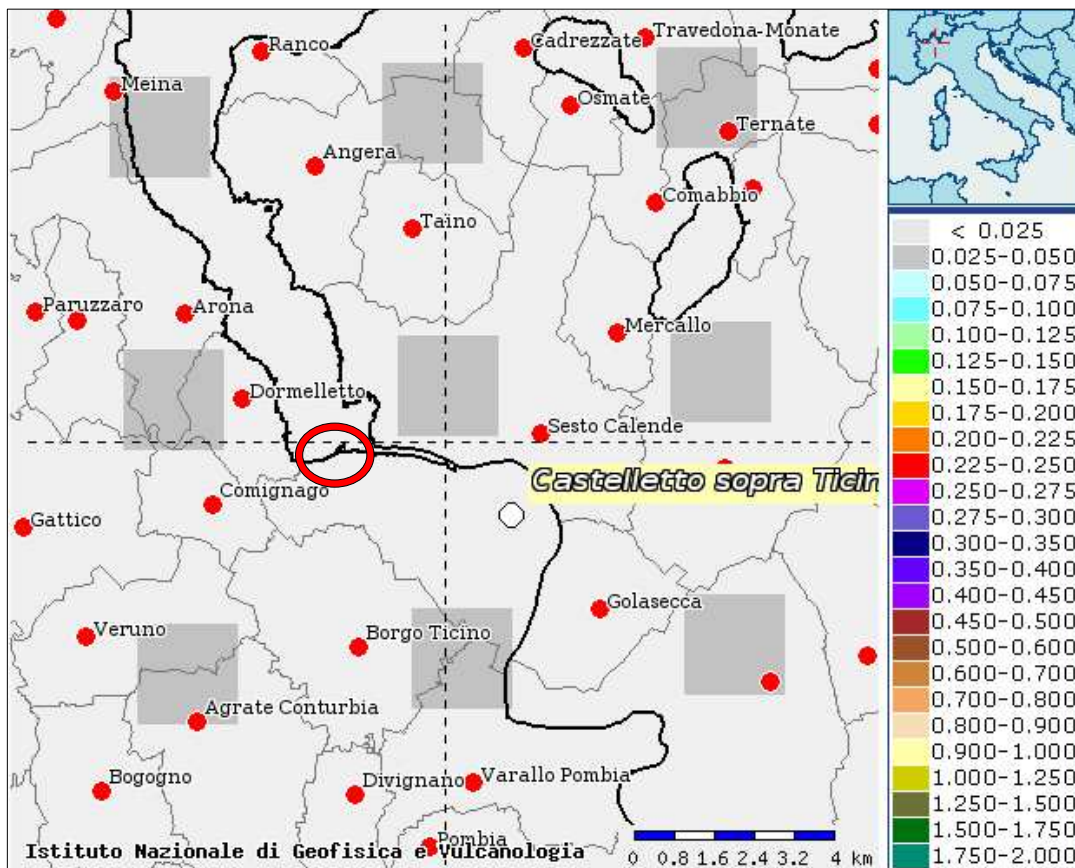 Ranco
Cadrezzate
Travedona-Monate
Meina
Osmate
Ternate
Angera
Comabbio
Taino
Paruzzaro
Arona
Mercallo
Dormelletto
Sesto Calende
Castelletto sopra Ticin
Comignago
Gattico
Golasecca
Veruno
Borgo Ticino
Agrate Conturbia
Bogogno
Divignano
Varallo Pombia
Pombia
Istituto Nazionale di Geofisica e Vulcanologia
0 0.8 1.6 2.4 3.2 4 km
< 0.025
0.025-0.050
0.050-0.075
0.075-0.100
0.100-0.125
0.125-0.150
0.150-0.175
0.175-0.200
0.200-0.225
0.225-0.250
0.250-0.275
0.275-0.300
0.300-0.350
0.350-0.400
0.400-0.450
0.450-0.500
0.500-0.600
0.600-0.700
0.700-0.800
0.800-0.900
0.900-1.000
1.000-1.250
1.250-1.500
1.500-1.750
1.750-2.000